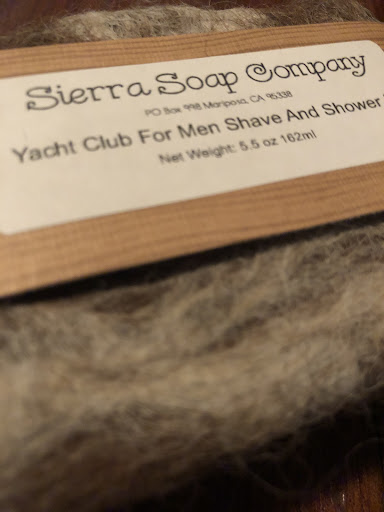 Sierra Soap Company
PO Box 998 Mariposa, CA 95338
Yacht Club For Men Shave And Shower
Net Weight: 5.5 oz 162ml